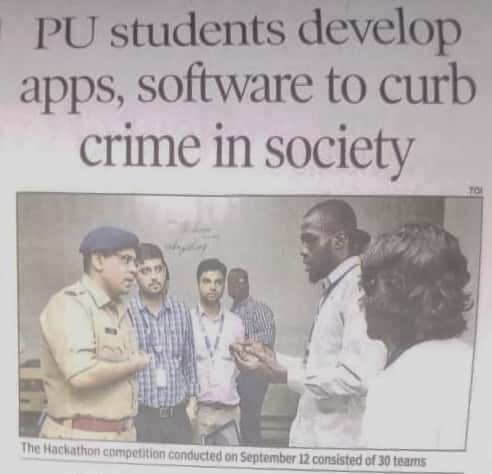 PU students develop
apps, software to curb
crime in society
TOI
The Hackathon competition conducted on September 12 consisted of 30 teams